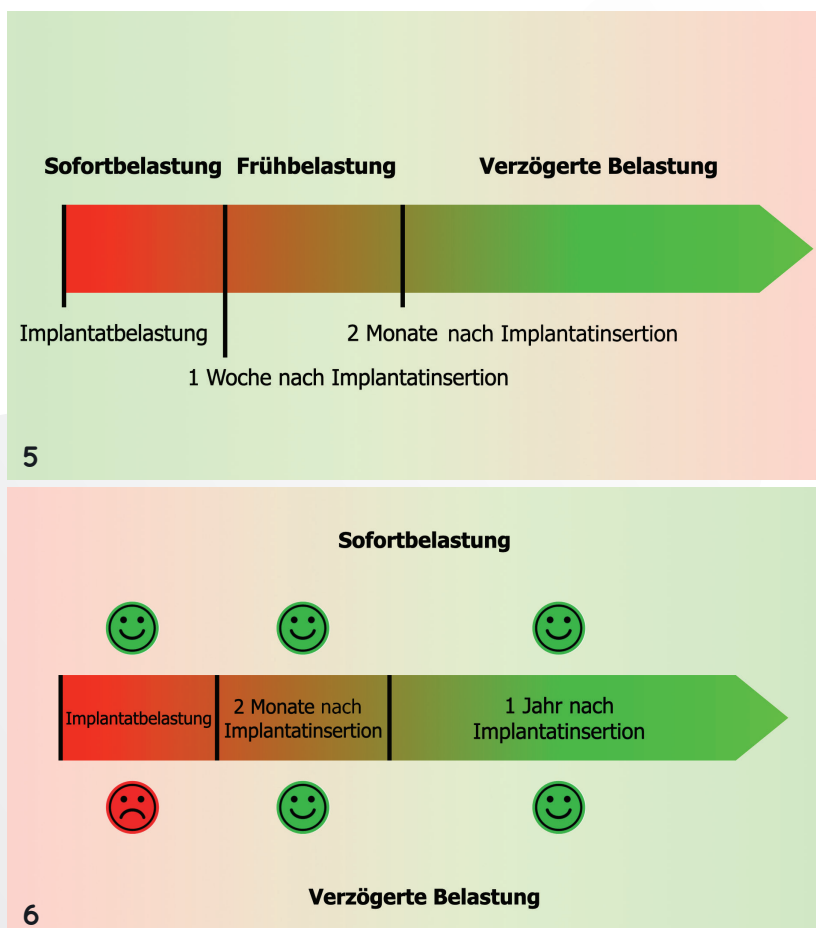 Sofortbelastung Frühbelastung Verzögerte Belastung
Implantatbelastung 2 Monate nach Implantatinsertion
1 Woche nach Implantatinsertion
5
Sofortbelastung
Implantatbelastung
2 Monate nach
Implantatinsertion
1 Jahr nach
Implantatinsertion
Verzögerte Belastung
6